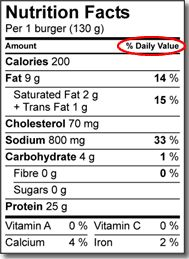 Nutrition Facts
Per 1 burger (130 g)
Amount % Daily Value
Calories 200
Fat 9 g 14 %
Saturated Fat 2 g
+ Trans Fat 1 g 15 %
Cholesterol 70 mg
Sodium 800 mg 33 %
Carbohydrate 4 g 1 %
Fibre 0 g 0 %
Sugars 0 g
Protein 25 g
Vitamin A 0 % Vitamin C 0 %
Calcium 4 % Iron 2 %